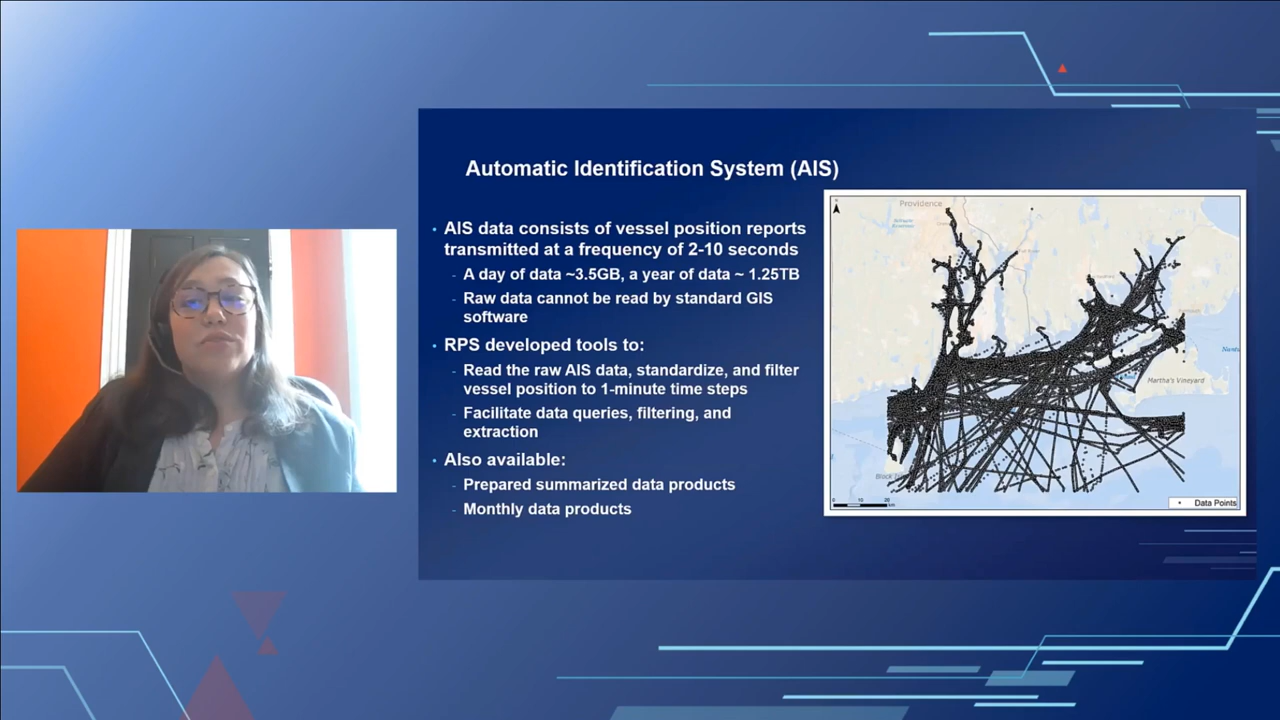 Automatic Identification System (AIS)
• AIS data consists of vessel position reports
transmitted at a frequency of 2-10 seconds
- A day of data ~3.5GB, a year of data ~ 1.25TB
- Raw data cannot be read by standard GIS
software
• RPS developed tools to:
- Read the raw AIS data, standardize, and filter
vessel position to 1-minute time steps
- Facilitate data queries, filtering, and
extraction
• Also available:
- Prepared summarized data products
- Monthly data products
Providence
Martha's Vineyard
Block
Data Points